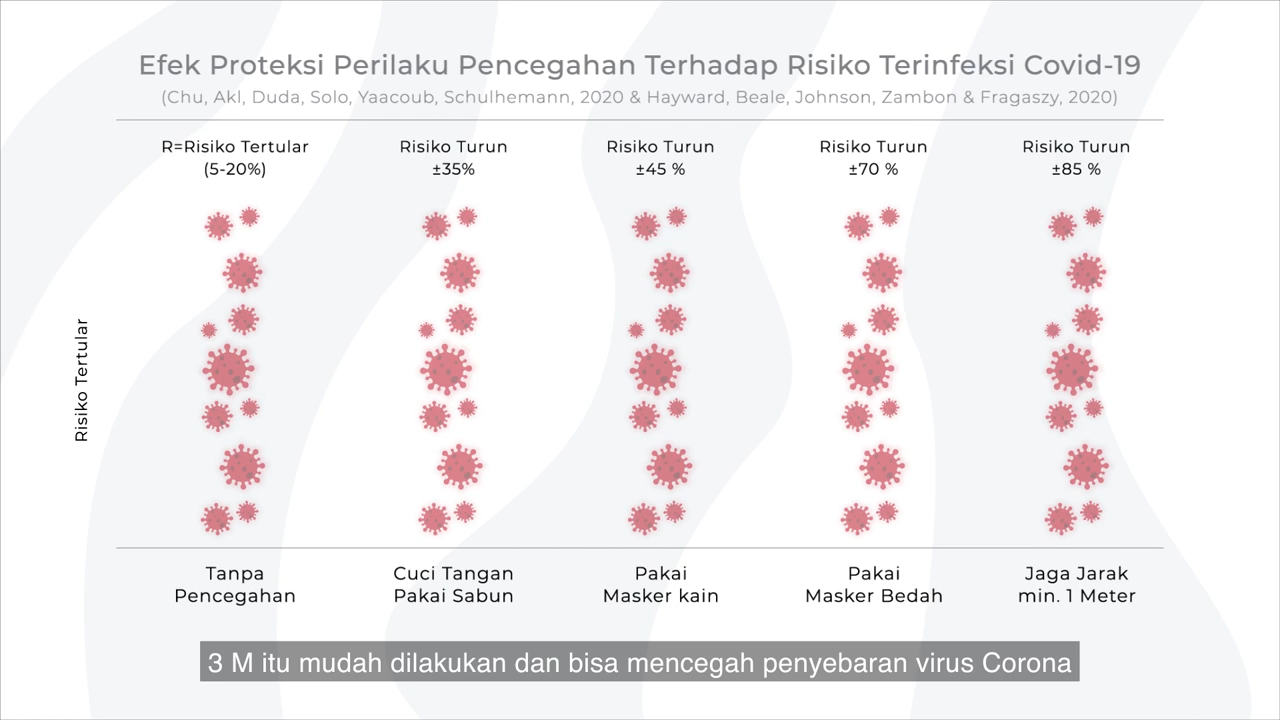 Efek Proteksi Perilaku Pencegahan Terhadap Risiko Terinfeksi Covid-19
(Chu, Akl, Duda, Solo, Yaacoub, Schulhemann, 2020 & Hayward, Beale, Johnson, Zambon & Fragaszy, 2020)
R=Risiko Tertular
(5-20%)
Risiko Turun
±35%
Risiko Turun
±45 %
Risiko Turun
±70 %
Risiko Turun
±85 %
Risiko Tertular
Tanpa
Pencegahan
Cuci Tangan
Pakai Sabun
Pakai
Masker kain
Pakai
Masker Bedah
Jaga Jarak
min. 1 Meter
3 M itu mudah dilakukan dan bisa mencegah penyebaran virus Corona